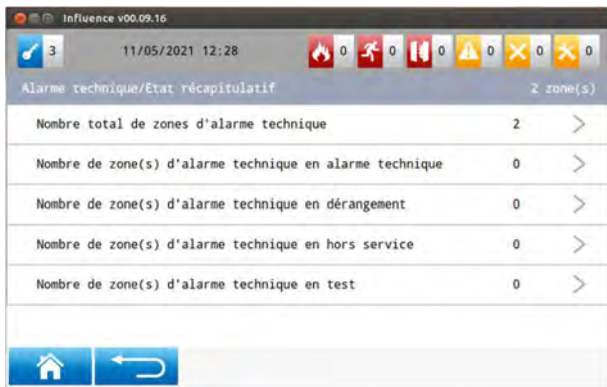 Influence v00.09.16
3 11/05/2021 12:28 0 0 0 0 0 0
Alarme technique/Etat récapitulatif 2 zone(s)
Nombre total de zones d'alarme technique 2
Nombre de zone(s) d'alarme technique en alarme technique 0
Nombre de zone(s) d'alarme technique en dérangement 0
Nombre de zone(s) d'alarme technique en hors service 0
Nombre de zone(s) d'alarme technique en test 0